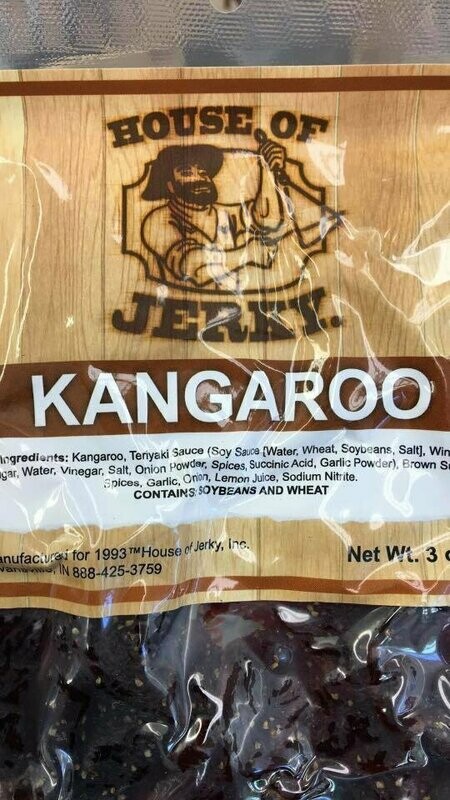 HOUSE OF
JERKY.
KANGAROO
Ingredients: Kangaroo, Teriyaki Sauce (Soy Sauce [Water, Wheat, Soybeans, Salt], Win
gar, Water, Vinegar, Salt, Onion Powder, Spices, Succinic Acid, Garlic Powder), Brown Su
Spices, Garlic, Onion, Lemon Juice, Sodium Nitrite.
CONTAINS: SOYBEANS AND WHEAT
anufactured for 1993™House of Jerky, Inc.
IN 888-425-3759
Net Wt. 3 o